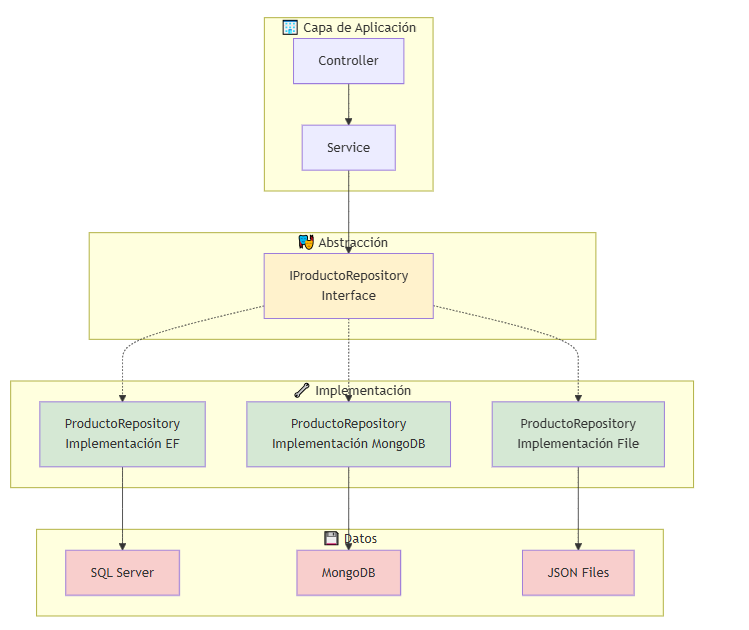 Capa de Aplicación
Controller
Service
Abstracción
IProductoRepository
Interface
Implementación
ProductoRepository
Implementación EF
ProductoRepository
Implementación MongoDB
ProductoRepository
Implementación File
Datos
SQL Server
MongoDB
JSON Files